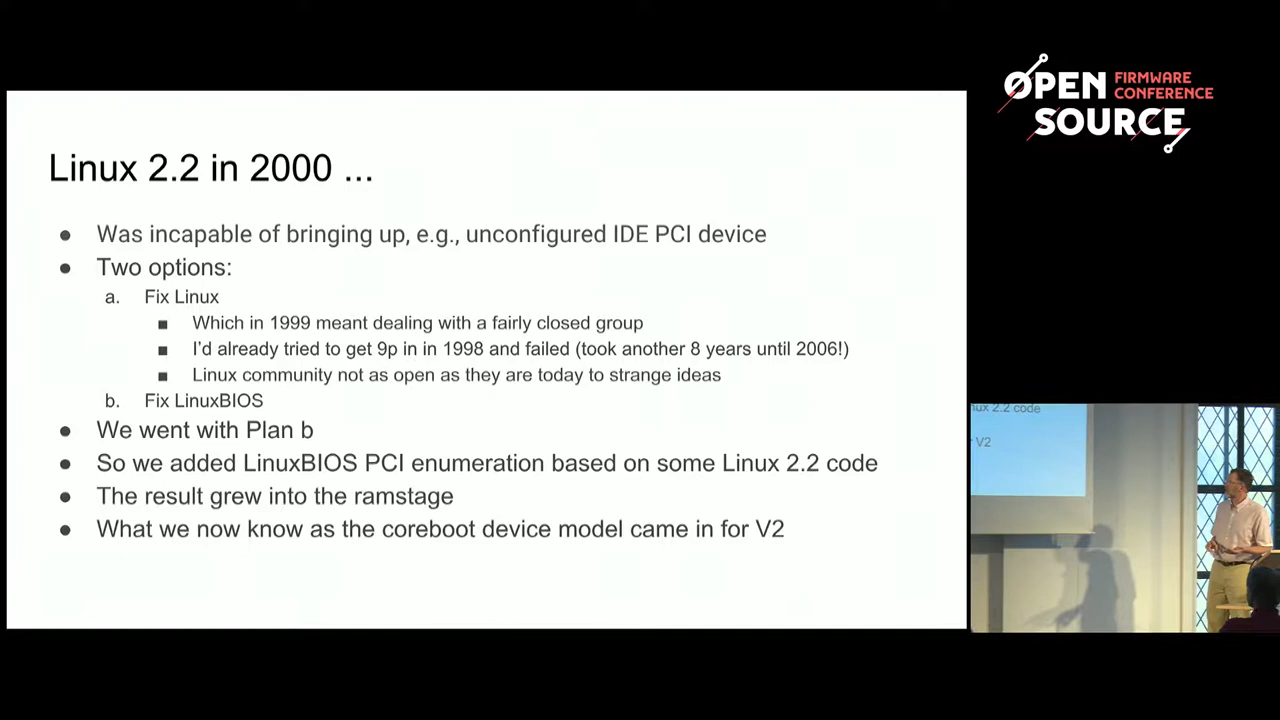 OPEN FIRMWARE
CONFERENCE
SOURCE
Linux 2.2 in 2000 ...
● Was incapable of bringing up, e.g., unconfigured IDE PCI device
● Two options:
a. Fix Linux
■ Which in 1999 meant dealing with a fairly closed group
■ I'd already tried to get 9p in in 1998 and failed (took another 8 years until 2006!)
■ Linux community not as open as they are today to strange ideas
b. Fix LinuxBIOS
● We went with Plan b
● So we added LinuxBIOS PCI enumeration based on some Linux 2.2 code
● The result grew into the ramstage
● What we now know as the coreboot device model came in for V2
nux 2.2 code
V2